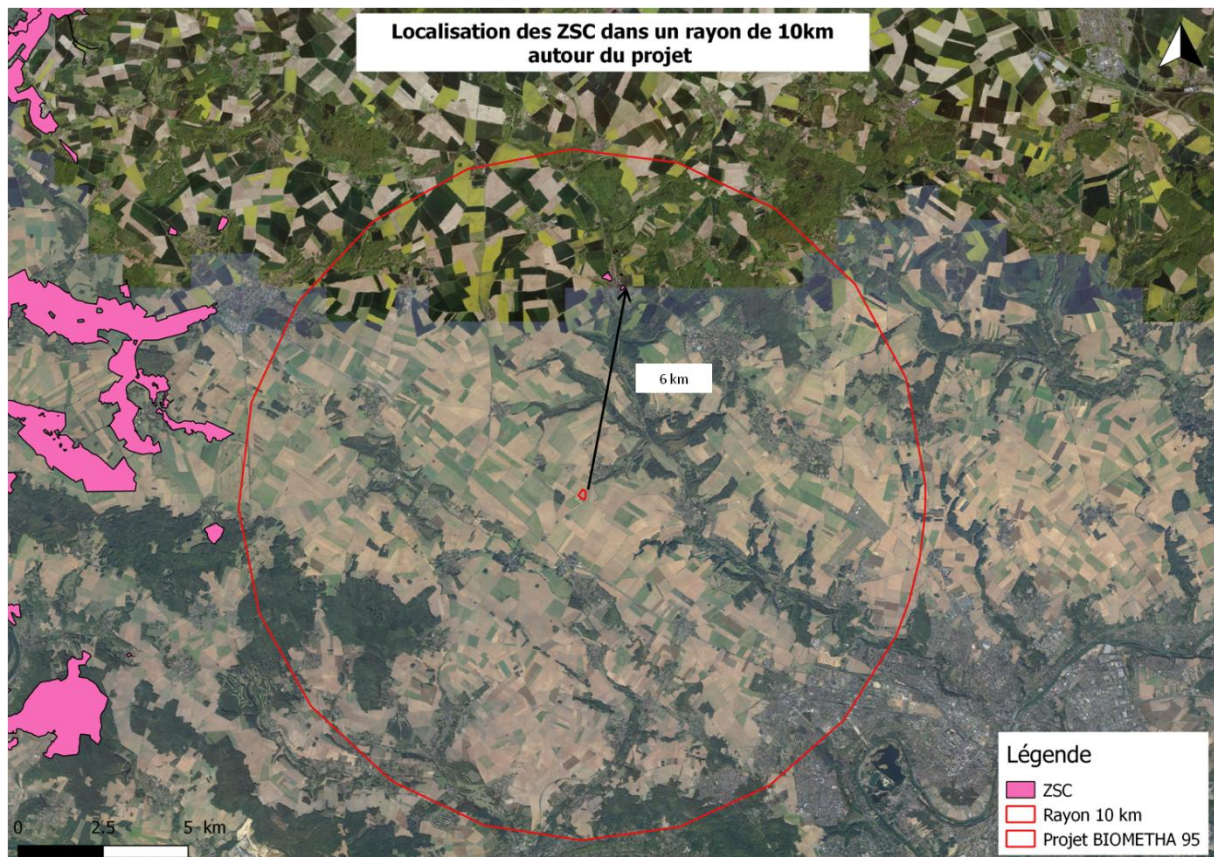 Localisation des ZSC dans un rayon de 10km
autour du projet
6 km
Légende
ZSC
Rayon 10 km
Projet BIOMETHA 95
0 2.5 5 km